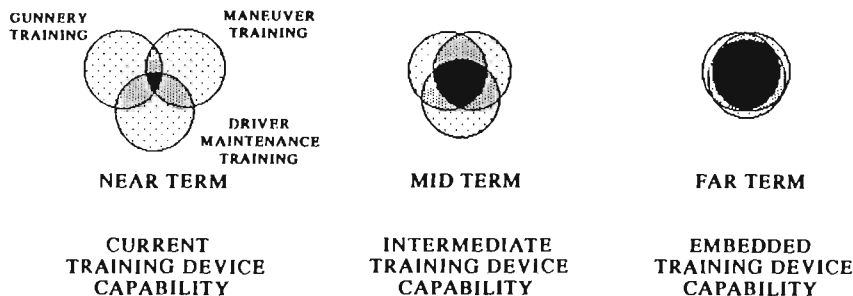 GUNNERY
TRAINING
MANEUVER
TRAINING
DRIVER
MAINTENANCE
TRAINING
NEAR TERM
MID TERM
FAR TERM
CURRENT
TRAINING DEVICE
CAPABILITY
INTERMEDIATE
TRAINING DEVICE
CAPABILITY
EMBEDDED
TRAINING DEVICE
CAPABILITY